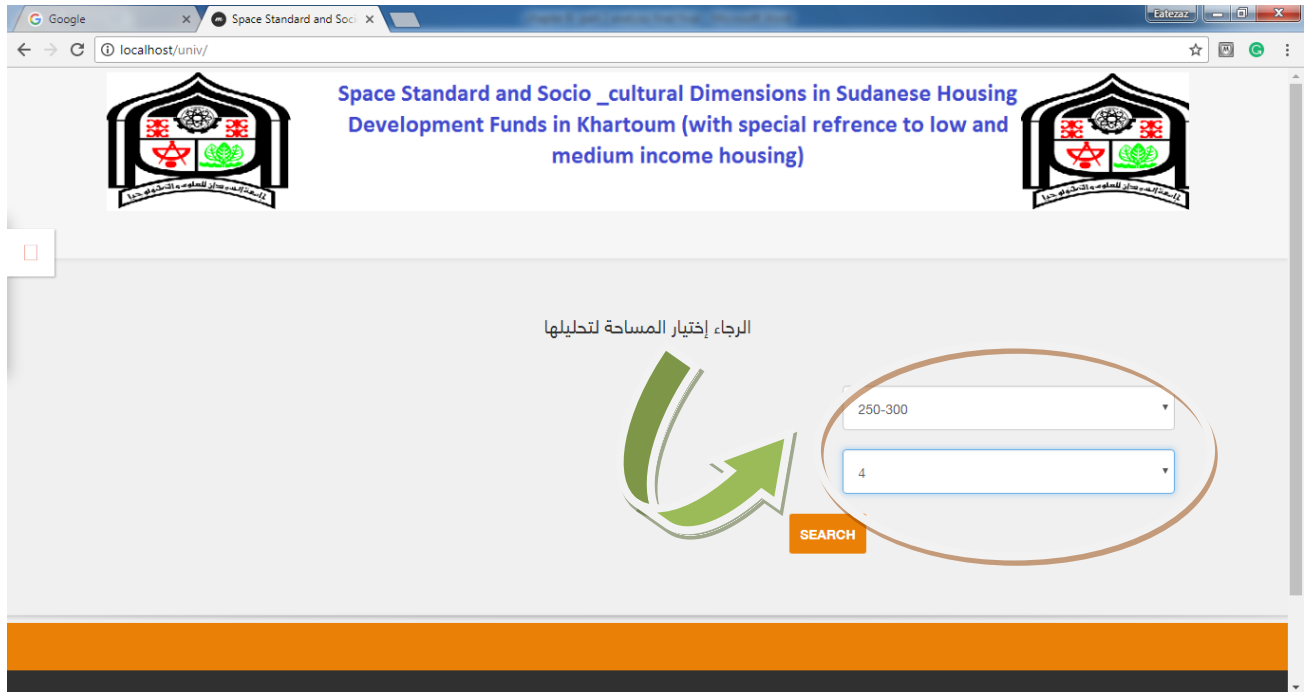 Google
Space Standard and Soci
Eatezaz
localhost/univ/
Space Standard and Socio _cultural Dimensions in Sudanese Housing
Development Funds in Khartoum (with special refrence to low and
medium income housing)
الرجاء إختيار المساحة لتحليلها
250-300
4
SEARCH